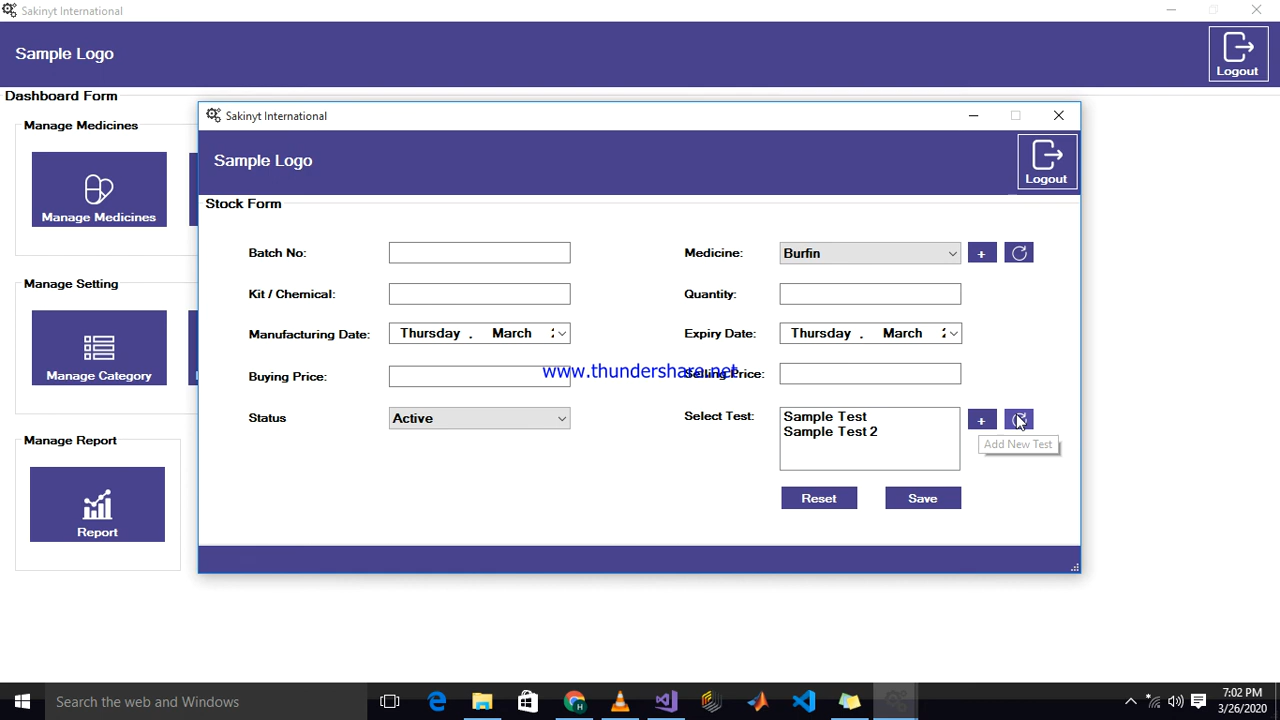 Sakinyt International
Sample Logo
Logout
Dashboard Form
Manage Medicines
Manage Medicines
Manage Setting
Manage Category
Manage Report
Report
Sakinyt International
Sample Logo
Logout
Stock Form
Batch No:
Medicine: Burfin +
Kit / Chemical:
Quantity:
Manufacturing Date: Thursday . March
Expiry Date: Thursday . March
Buying Price:
www.thundershare.net
Selling Price:
Status Active
Select Test: Sample Test +
Sample Test 2
Add New Test
Reset Save
Search the web and Windows
7:02 PM
3/26/2020